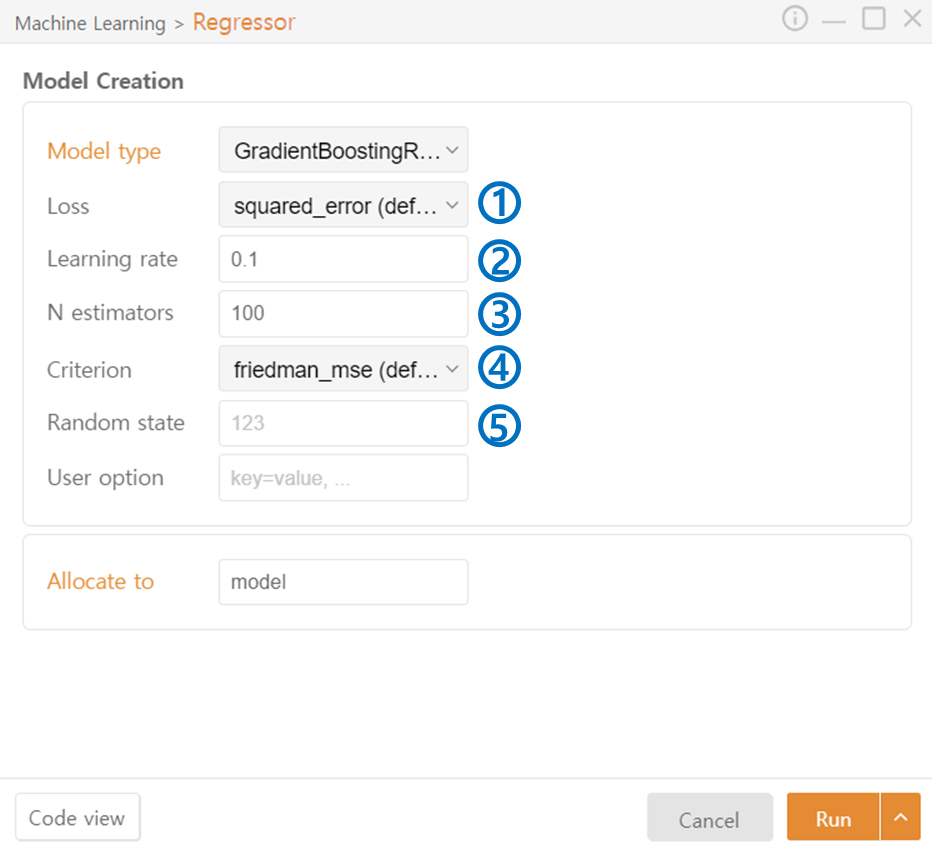 Machine Learning > Regressor
Model Creation
Model type GradientBoostingR...
Loss squared_error (def... ①
Learning rate 0.1 ②
N estimators 100 ③
Criterion friedman_mse (def... ④
Random state 123 ⑤
User option key=value, ...
Allocate to model
Code view Cancel Run